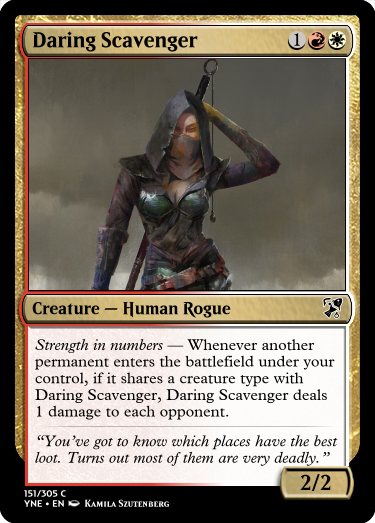 Daring Scavenger 1
Creature — Human Rogue
Strength in numbers — Whenever another
permanent enters the battlefield under your
control, if it shares a creature type with
Daring Scavenger, Daring Scavenger deals
1 damage to each opponent.
“You’ve got to know which places have the best
loot. Turns out most of them are very deadly.”
2/2
151/305 C
YNE • EN Kamila Szutenberg